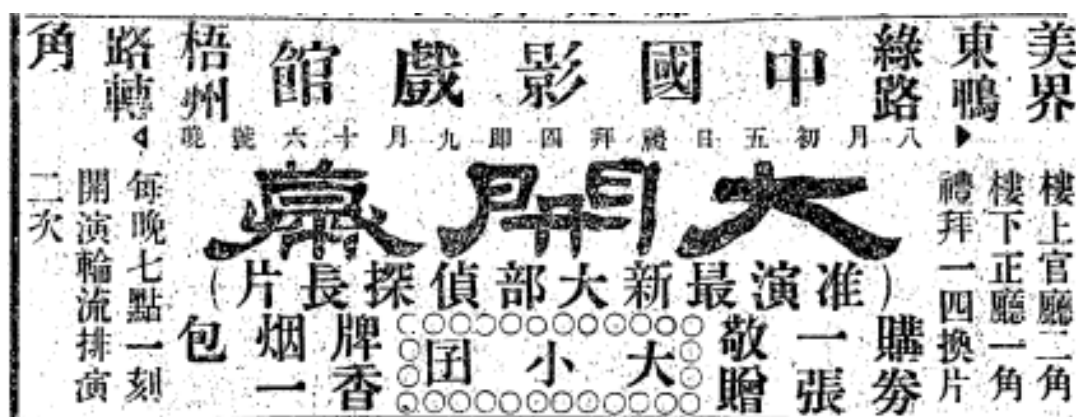 美界
東鴨
綠路
中國影戲館
梧州
路轉
角
八月初五日禮拜四即九月十六號晚
樓上官廳二角
樓下正廳一角
禮拜一四換片
大開幕
(准演最新大部偵探長片)
購劵
一張
敬贈
大小囝
牌香
烟一
包
每晚七點一刻
開演輪流排演
二次